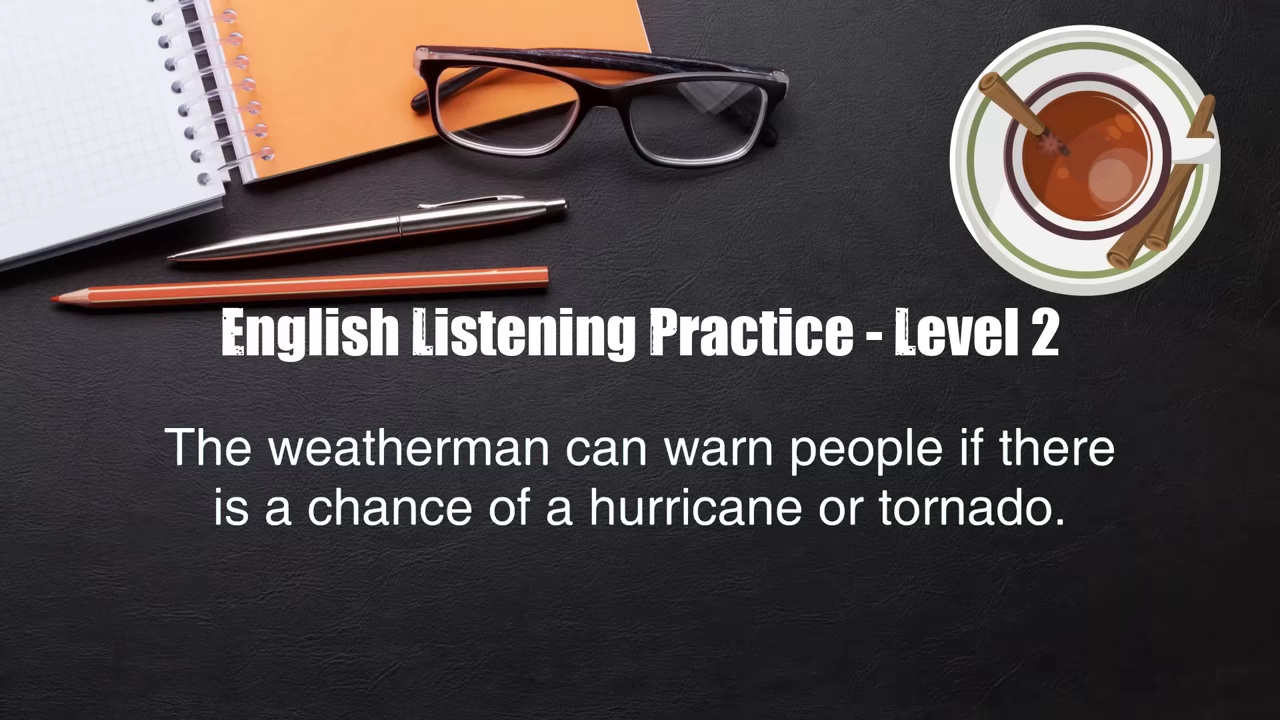 English Listening Practice - Level 2
The weatherman can warn people if there
is a chance of a hurricane or tornado.